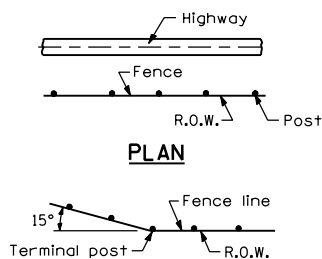 Highway
Fence
R.O.W.
Post
PLAN
15°
Fence line
Terminal post
R.O.W.